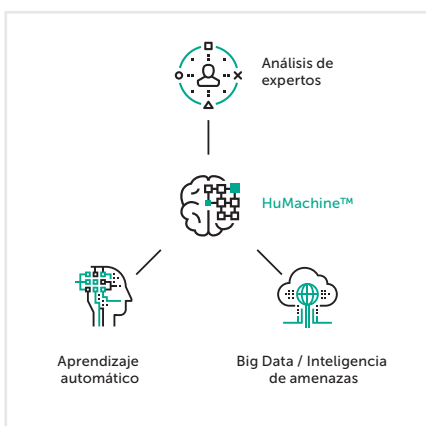 Análisis de
expertos
HuMachine™
Aprendizaje
automático
Big Data / Inteligencia
de amenazas